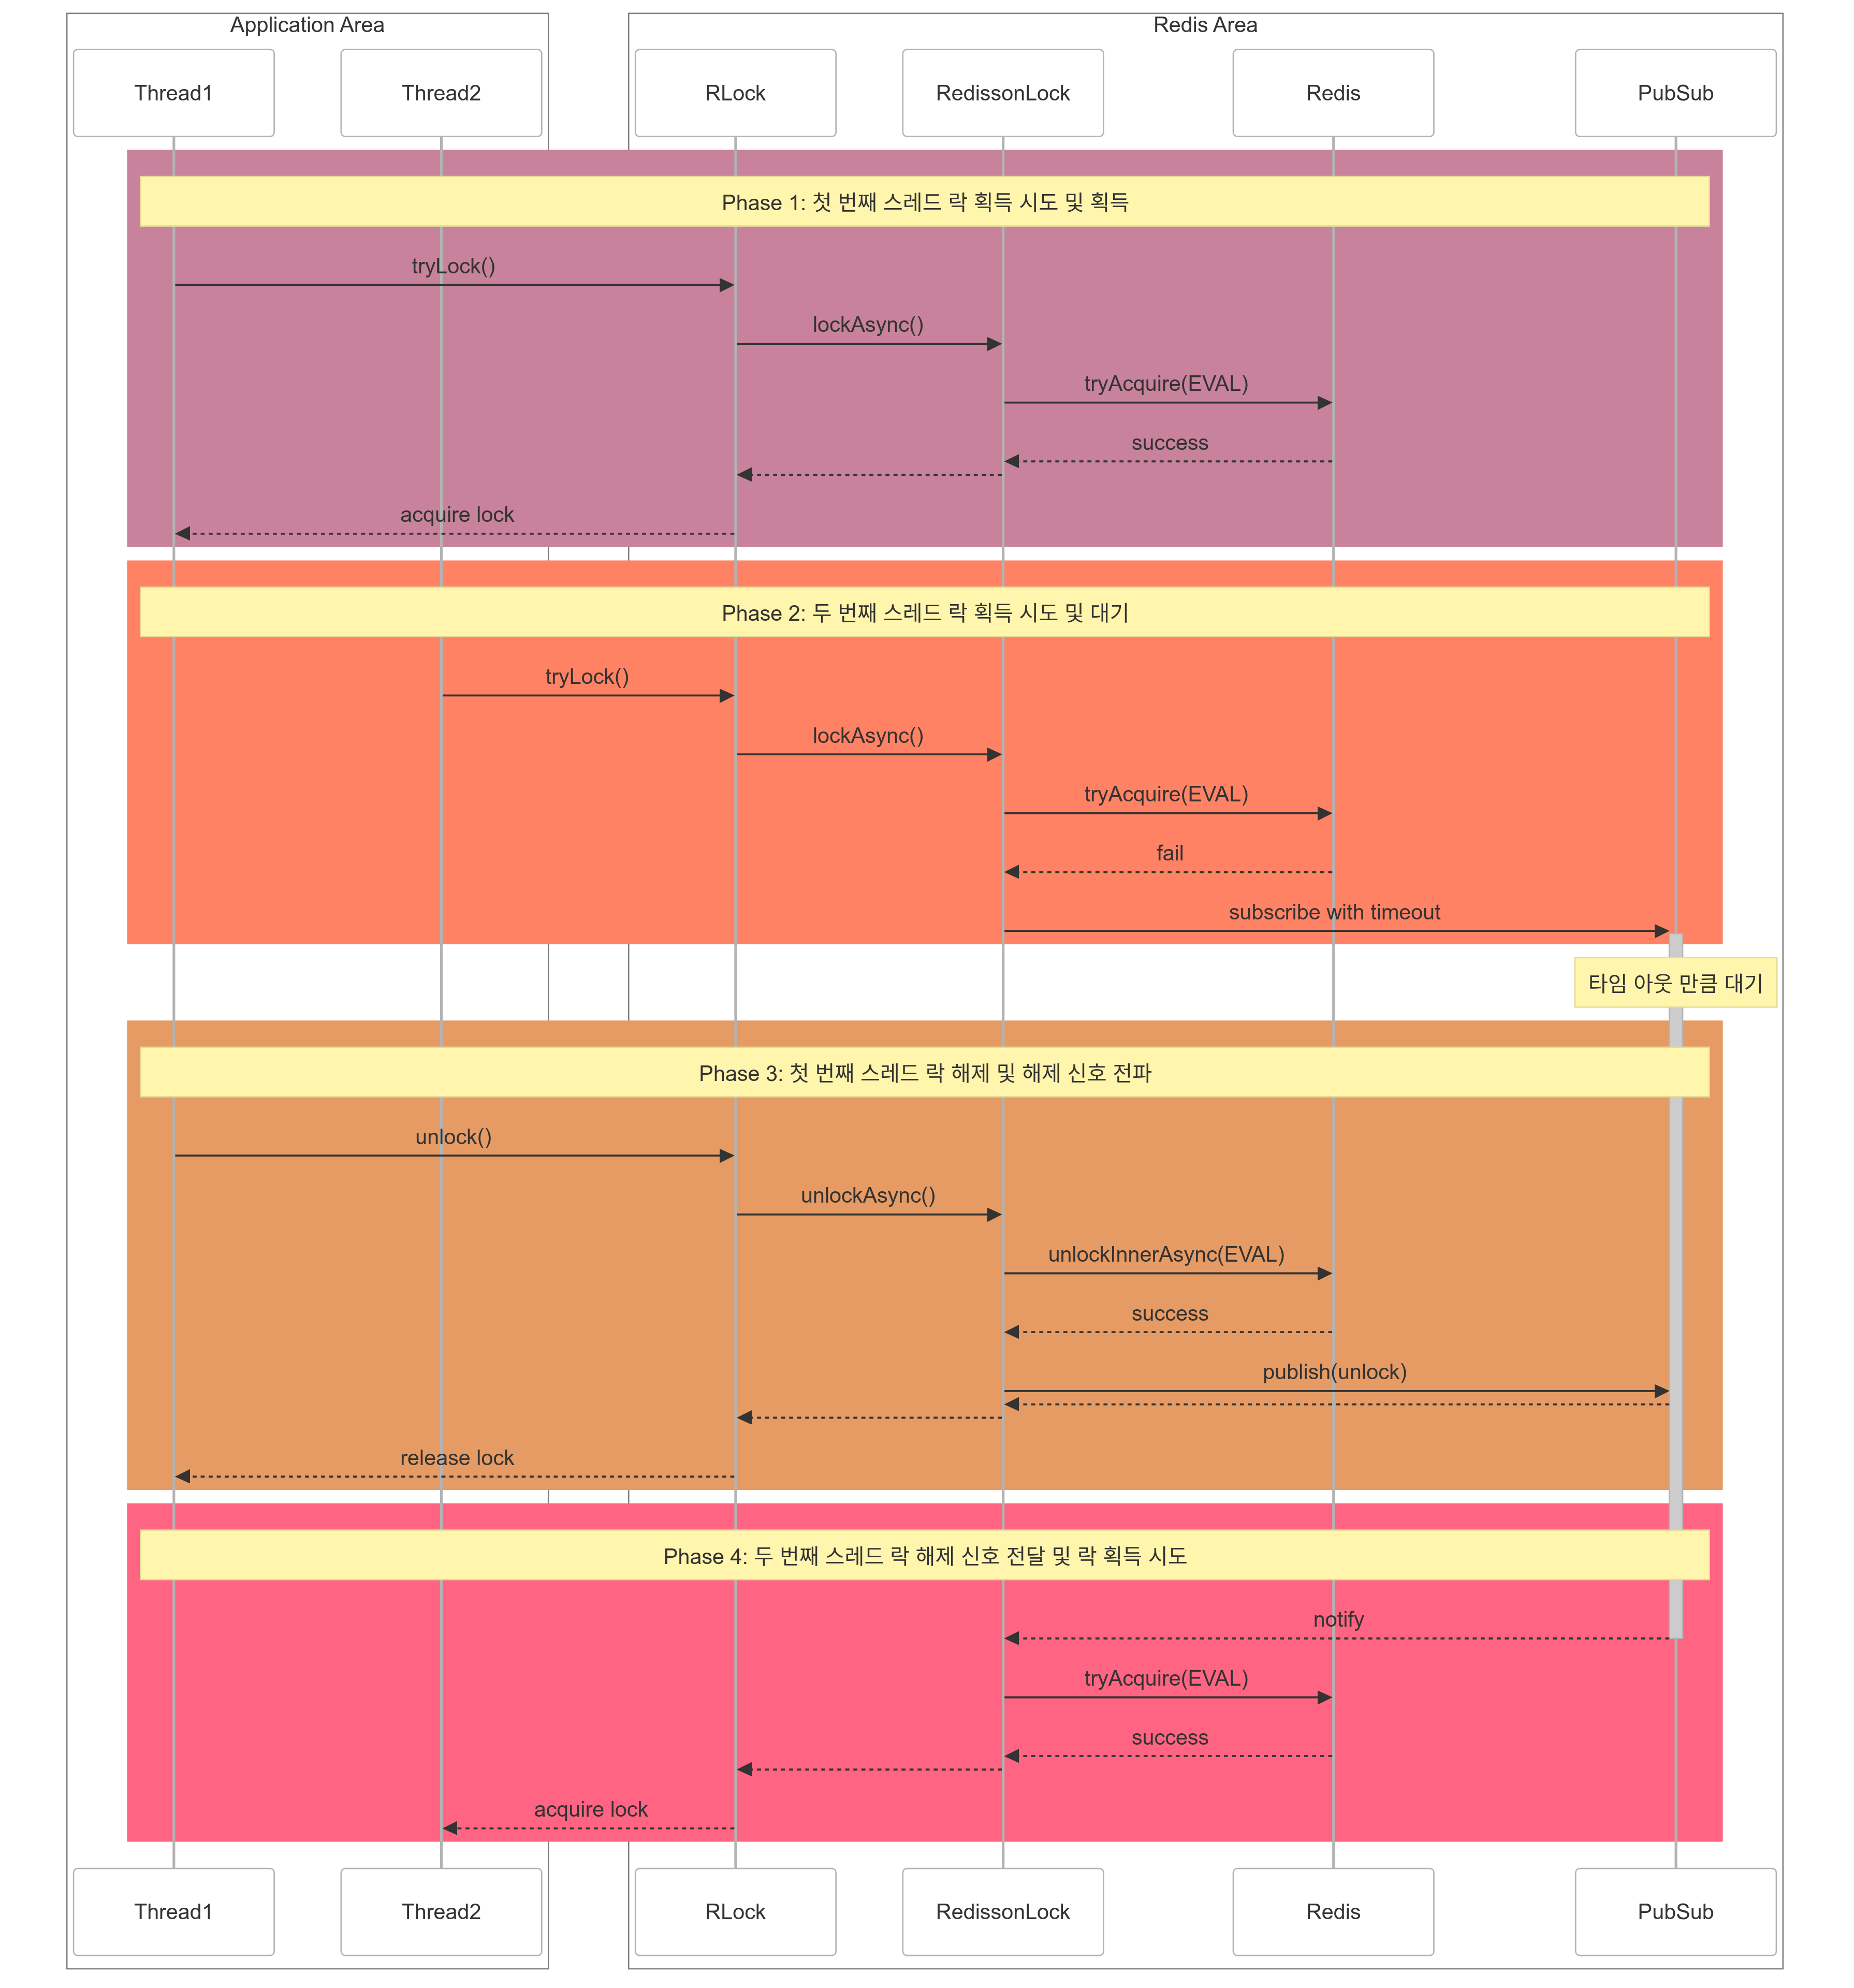 Application Area
Redis Area
Thread1
Thread2
RLock
RedissonLock
Redis
PubSub
Phase 1: 첫 번째 스레드 락 획득 시도 및 획득
tryLock()
lockAsync()
tryAcquire(EVAL)
success
acquire lock
Phase 2: 두 번째 스레드 락 획득 시도 및 대기
tryLock()
lockAsync()
tryAcquire(EVAL)
fail
subscribe with timeout
타임 아웃 만큼 대기
Phase 3: 첫 번째 스레드 락 해제 및 해제 신호 전파
unlock()
unlockAsync()
unlockInnerAsync(EVAL)
success
publish(unlock)
release lock
Phase 4: 두 번째 스레드 락 해제 신호 전달 및 락 획득 시도
notify
tryAcquire(EVAL)
success
acquire lock
Thread1
Thread2
RLock
RedissonLock
Redis
PubSub